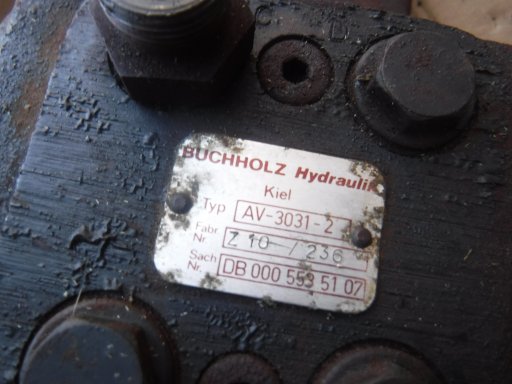 C D
BUCHHOLZ Hydraulik
Kiel
Typ AV-3031-2
Fabr. Nr Z 10 / 236
Sach Nr. DB 000 553 51 07